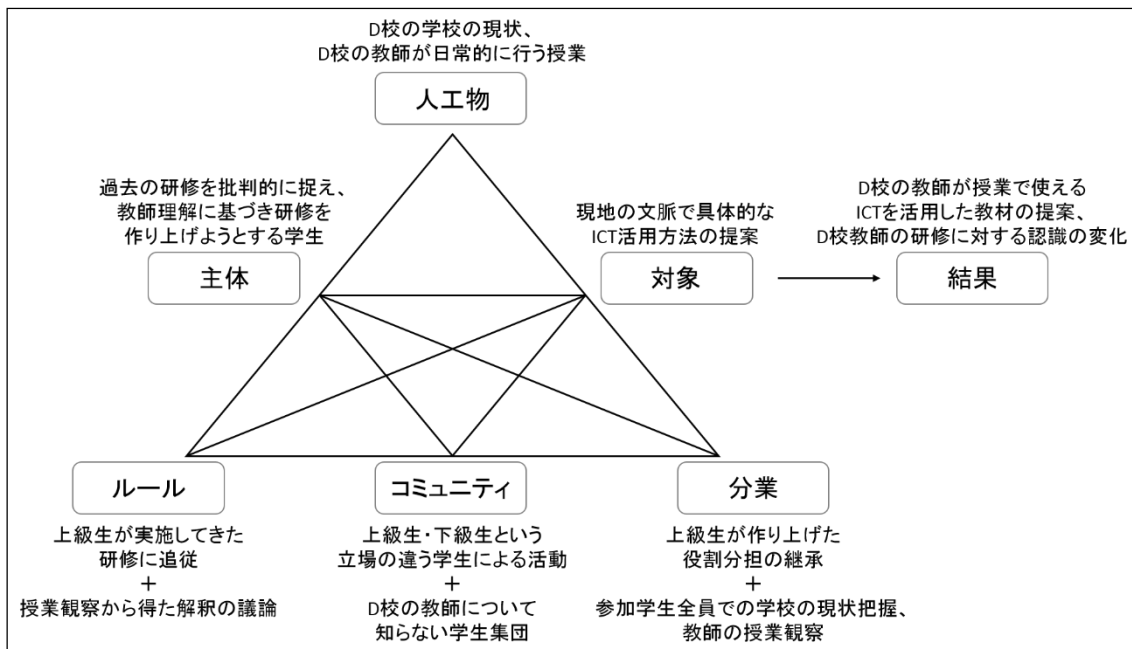 D校の学校の現状、
D校の教師が日常的に行う授業
人工物
過去の研修を批判的に捉え、
教師理解に基づき研修を
作り上げようとする学生
主体
現地の文脈で具体的な
ICT活用方法の提案
対象
D校の教師が授業で使える
ICTを活用した教材の提案、
D校教師の研修に対する認識の変化
結果
ルール
上級生が実施してきた
研修に追従
+
授業観察から得た解釈の議論
コミュニティ
上級生・下級生という
立場の違う学生による活動
+
D校の教師について
知らない学生集団
分業
上級生が作り上げた
役割分担の継承
+
参加学生全員での学校の現状把握、
教師の授業観察